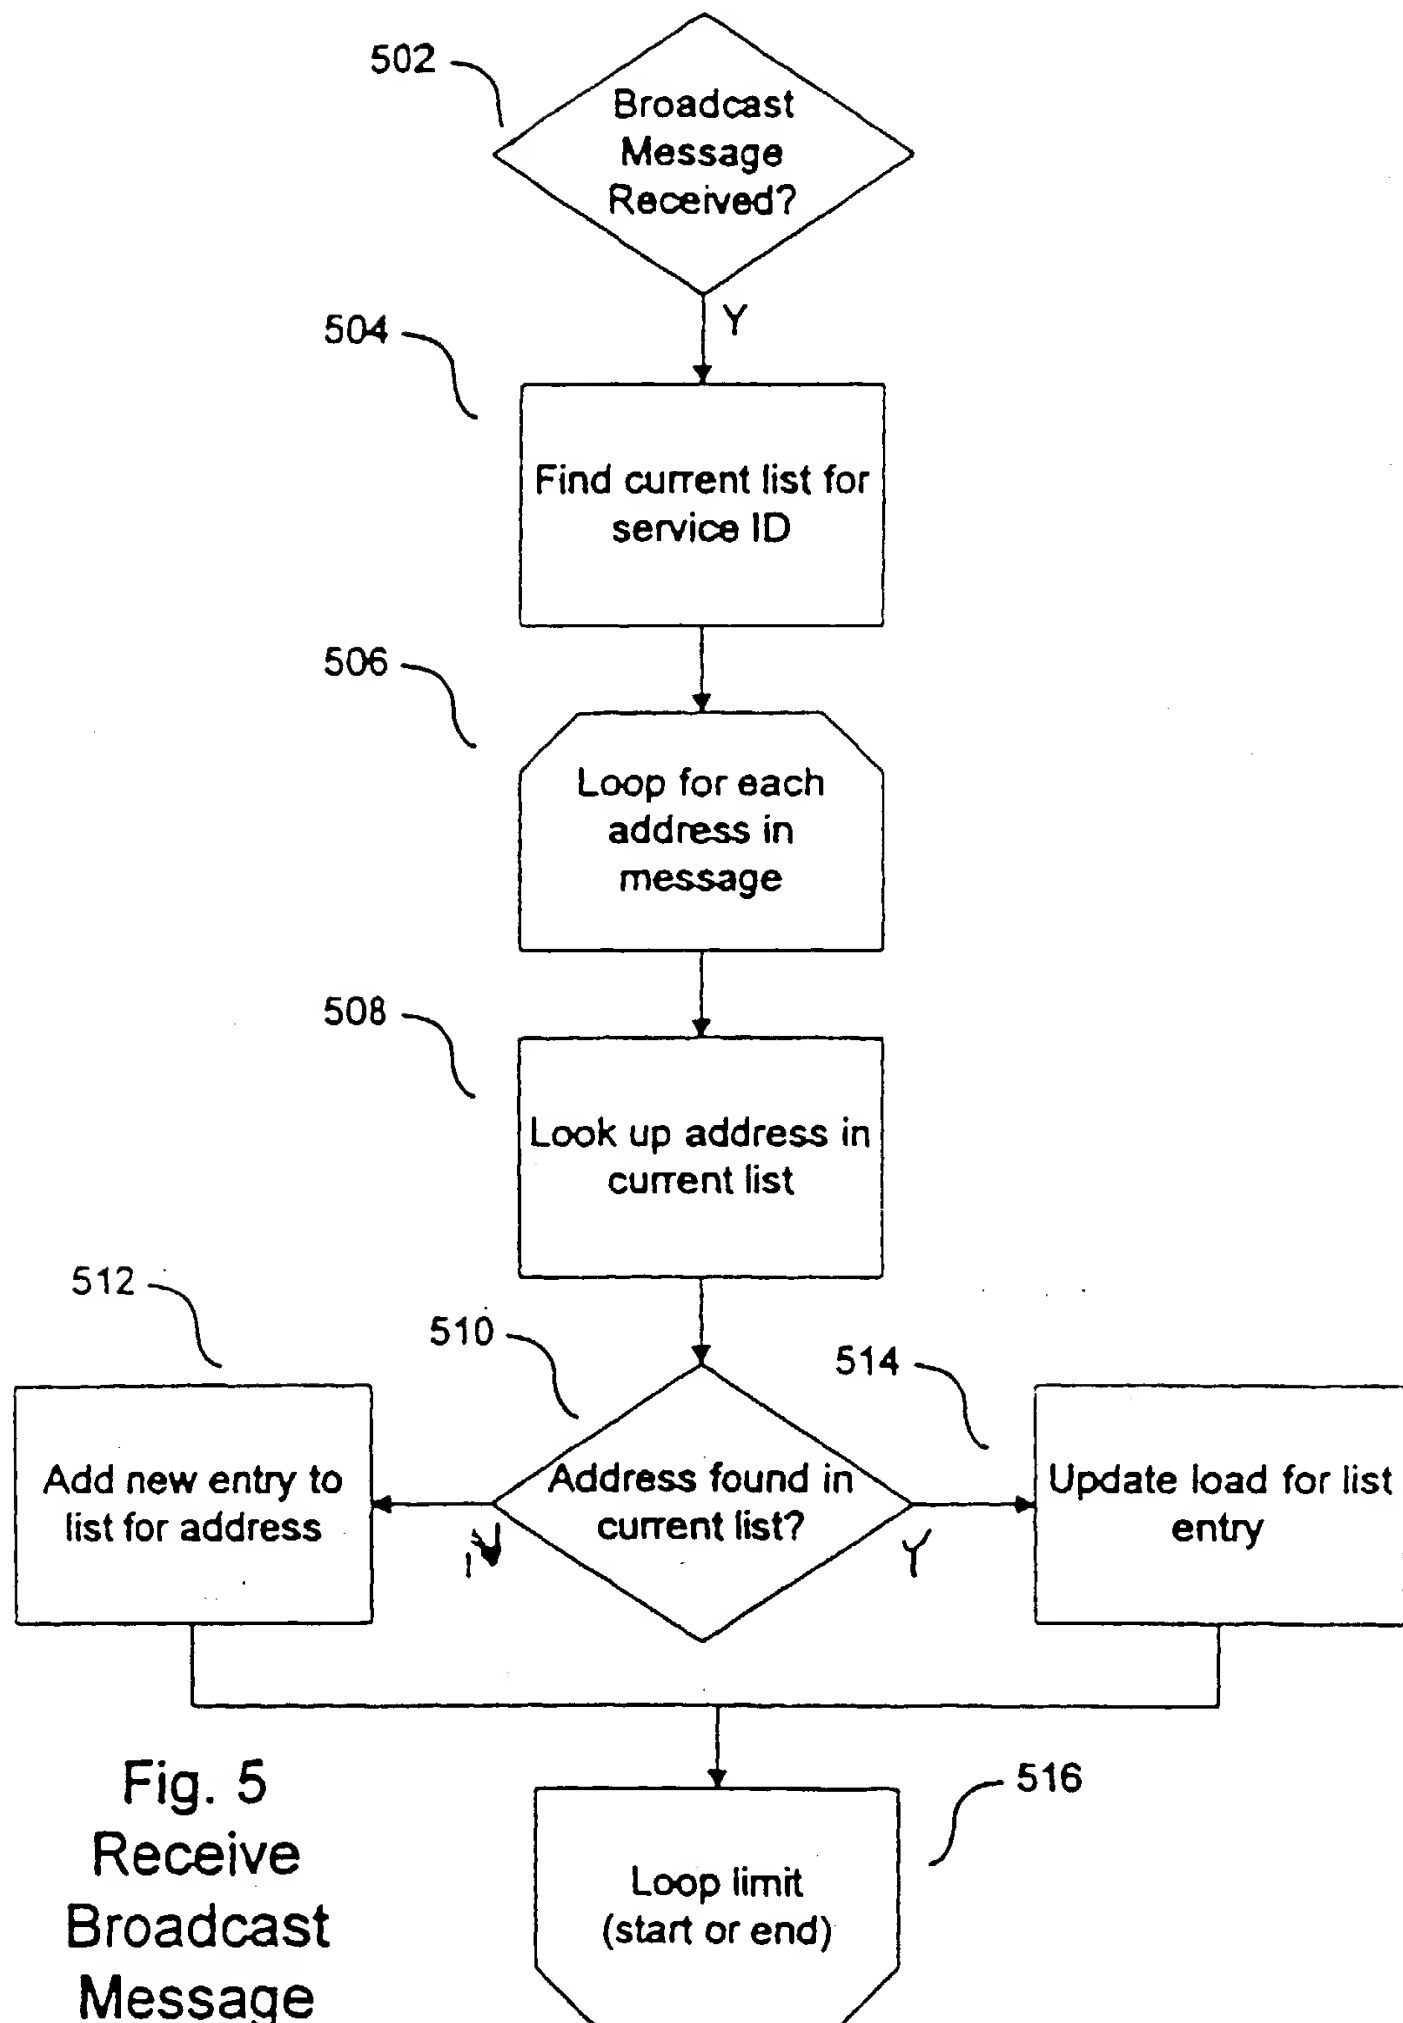 502
Broadcast
Message
Received?
Y
504
Find current list for
service ID
506
Loop for each
address in
message
508
Look up address in
current list
512
510
514
Add new entry to
list for address
Address found in
current list?
Update load for list
entry
N
Y
516
Loop limit
(start or end)
Fig. 5
Receive
Broadcast
Message